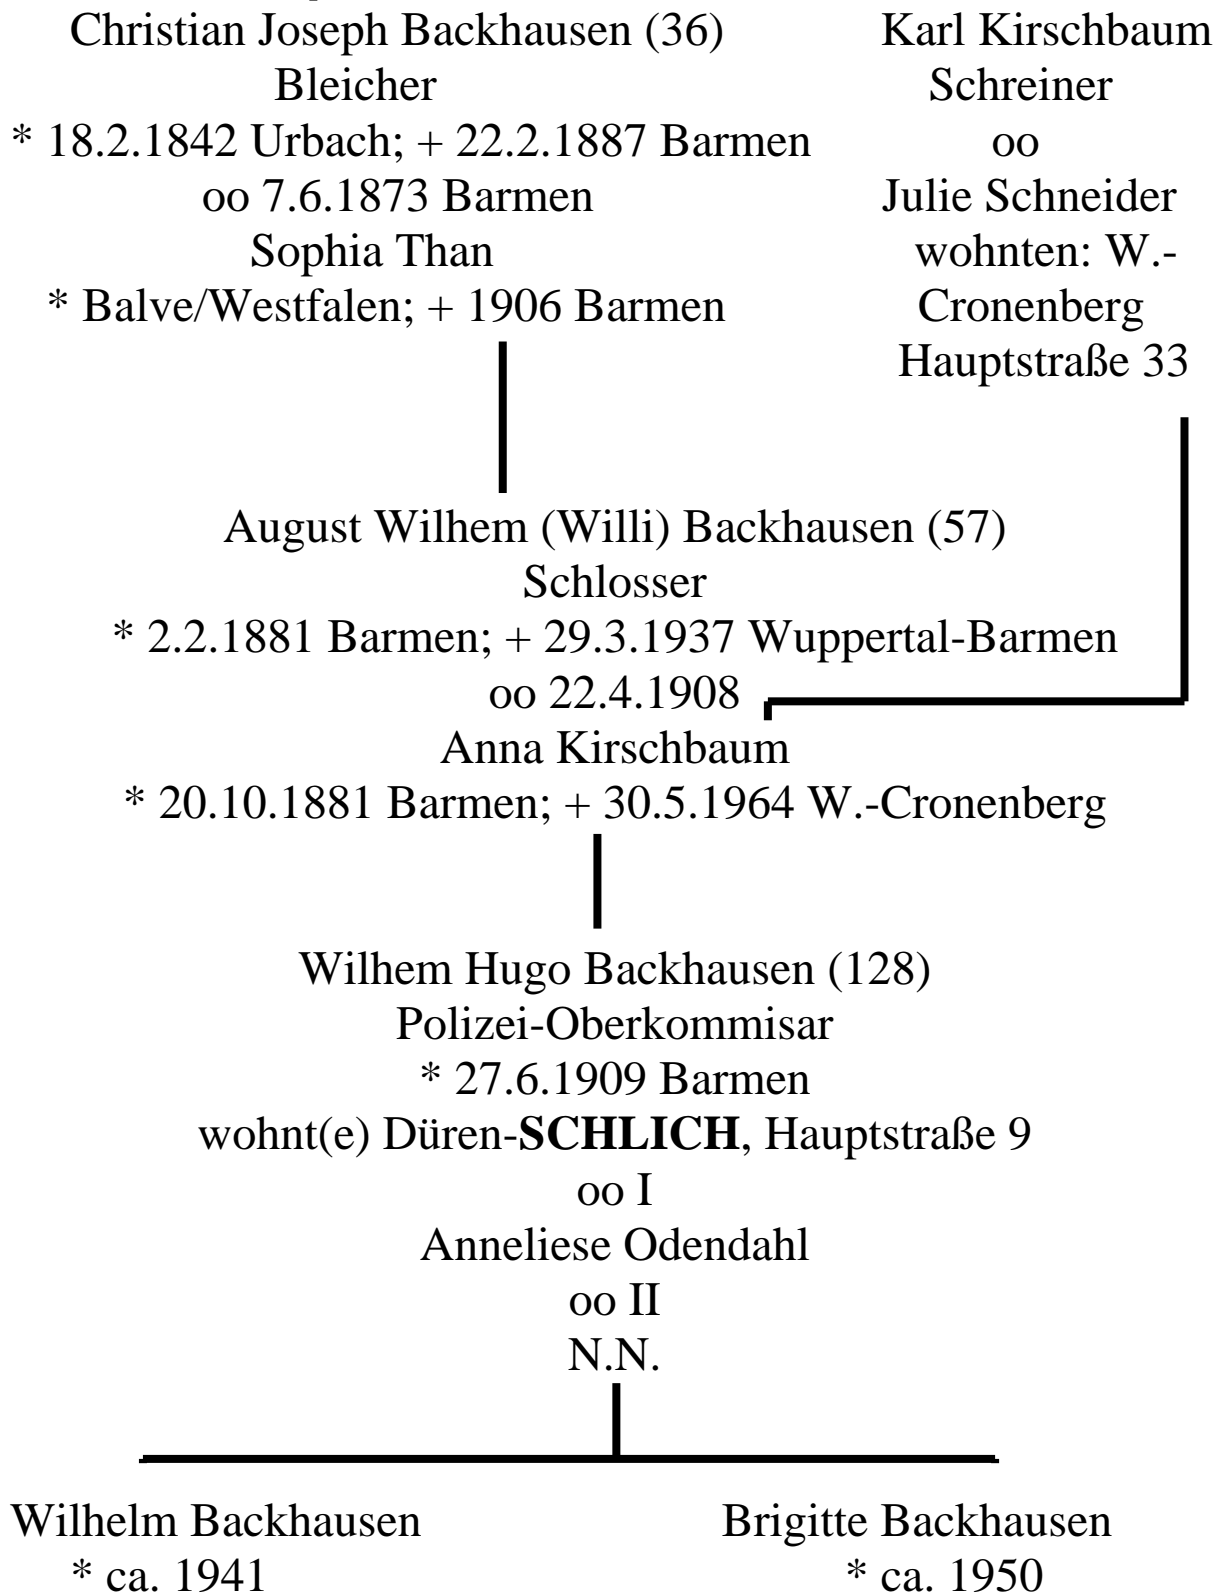 Christian Joseph Backhausen (36)
Bleicher
* 18.2.1842 Urbach; + 22.2.1887 Barmen
oo 7.6.1873 Barmen
Sophia Than
* Balve/Westfalen; + 1906 Barmen
Karl Kirschbaum
Schreiner
oo
Julie Schneider
wohnten: W.-
Cronenberg
Hauptstraße 33
August Wilhem (Willi) Backhausen (57)
Schlosser
* 2.2.1881 Barmen; + 29.3.1937 Wuppertal-Barmen
oo 22.4.1908
Anna Kirschbaum
* 20.10.1881 Barmen; + 30.5.1964 W.-Cronenberg
Wilhem Hugo Backhausen (128)
Polizei-Oberkommisar
* 27.6.1909 Barmen
wohnt(e) Düren-SCHLICH, Hauptstraße 9
oo I
Anneliese Odendahl
oo II
N.N.
Wilhelm Backhausen
* ca. 1941
Brigitte Backhausen
* ca. 1950